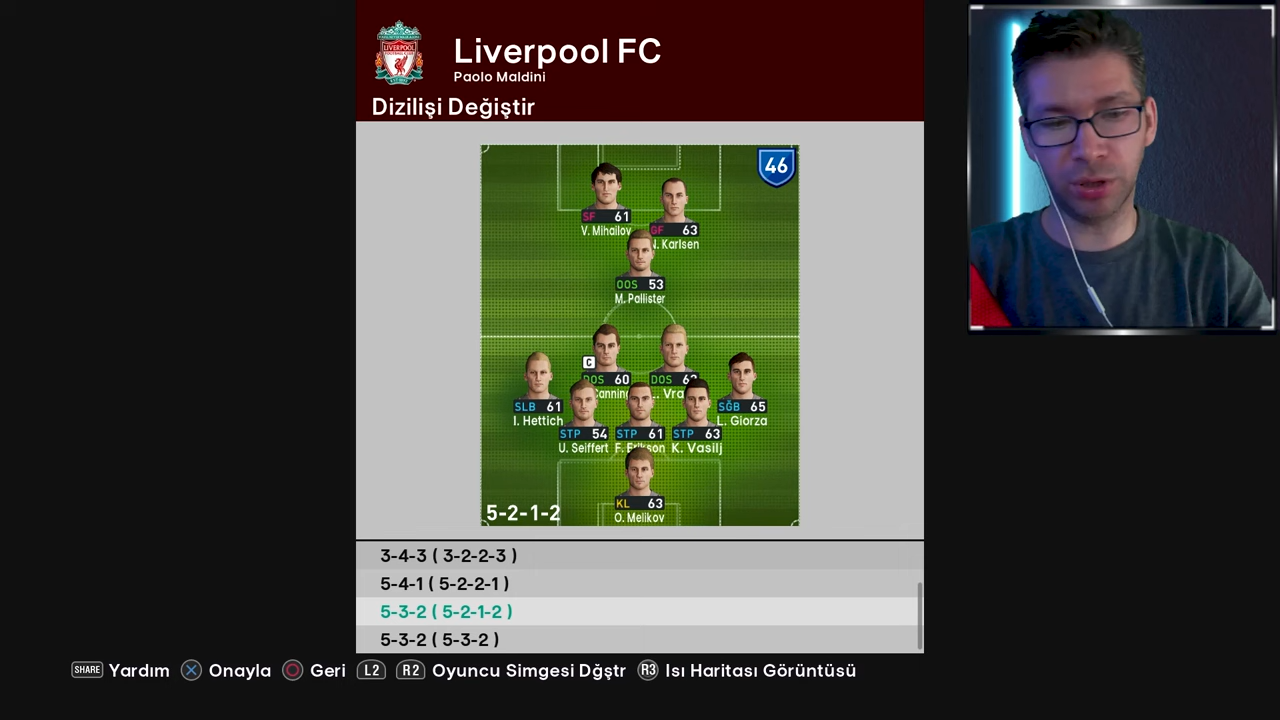 Liverpool FC
Paolo Maldini
Dizilişi Değiştir
46
SF 61
V. Mihailov
GF 63
N. Karlsen
OOS 53
M. Pallister
C
DOS 60
Canning
DOS
Vra
SLB 61
I. Hettich
SĞB 65
L. Giorza
STP 54
U. Seiffert
STP 61
F. Erikson
STP 63
K. Vasilj
KL 63
O. Melikov
5-2-1-2
3-4-3 ( 3-2-2-3 )
5-4-1 ( 5-2-2-1 )
5-3-2 ( 5-2-1-2 )
5-3-2 ( 5-3-2 )
SHARE Yardım Onayla Geri L2 R2 Oyuncu Simgesi Dğştr R3 Isı Haritası Görüntüsü